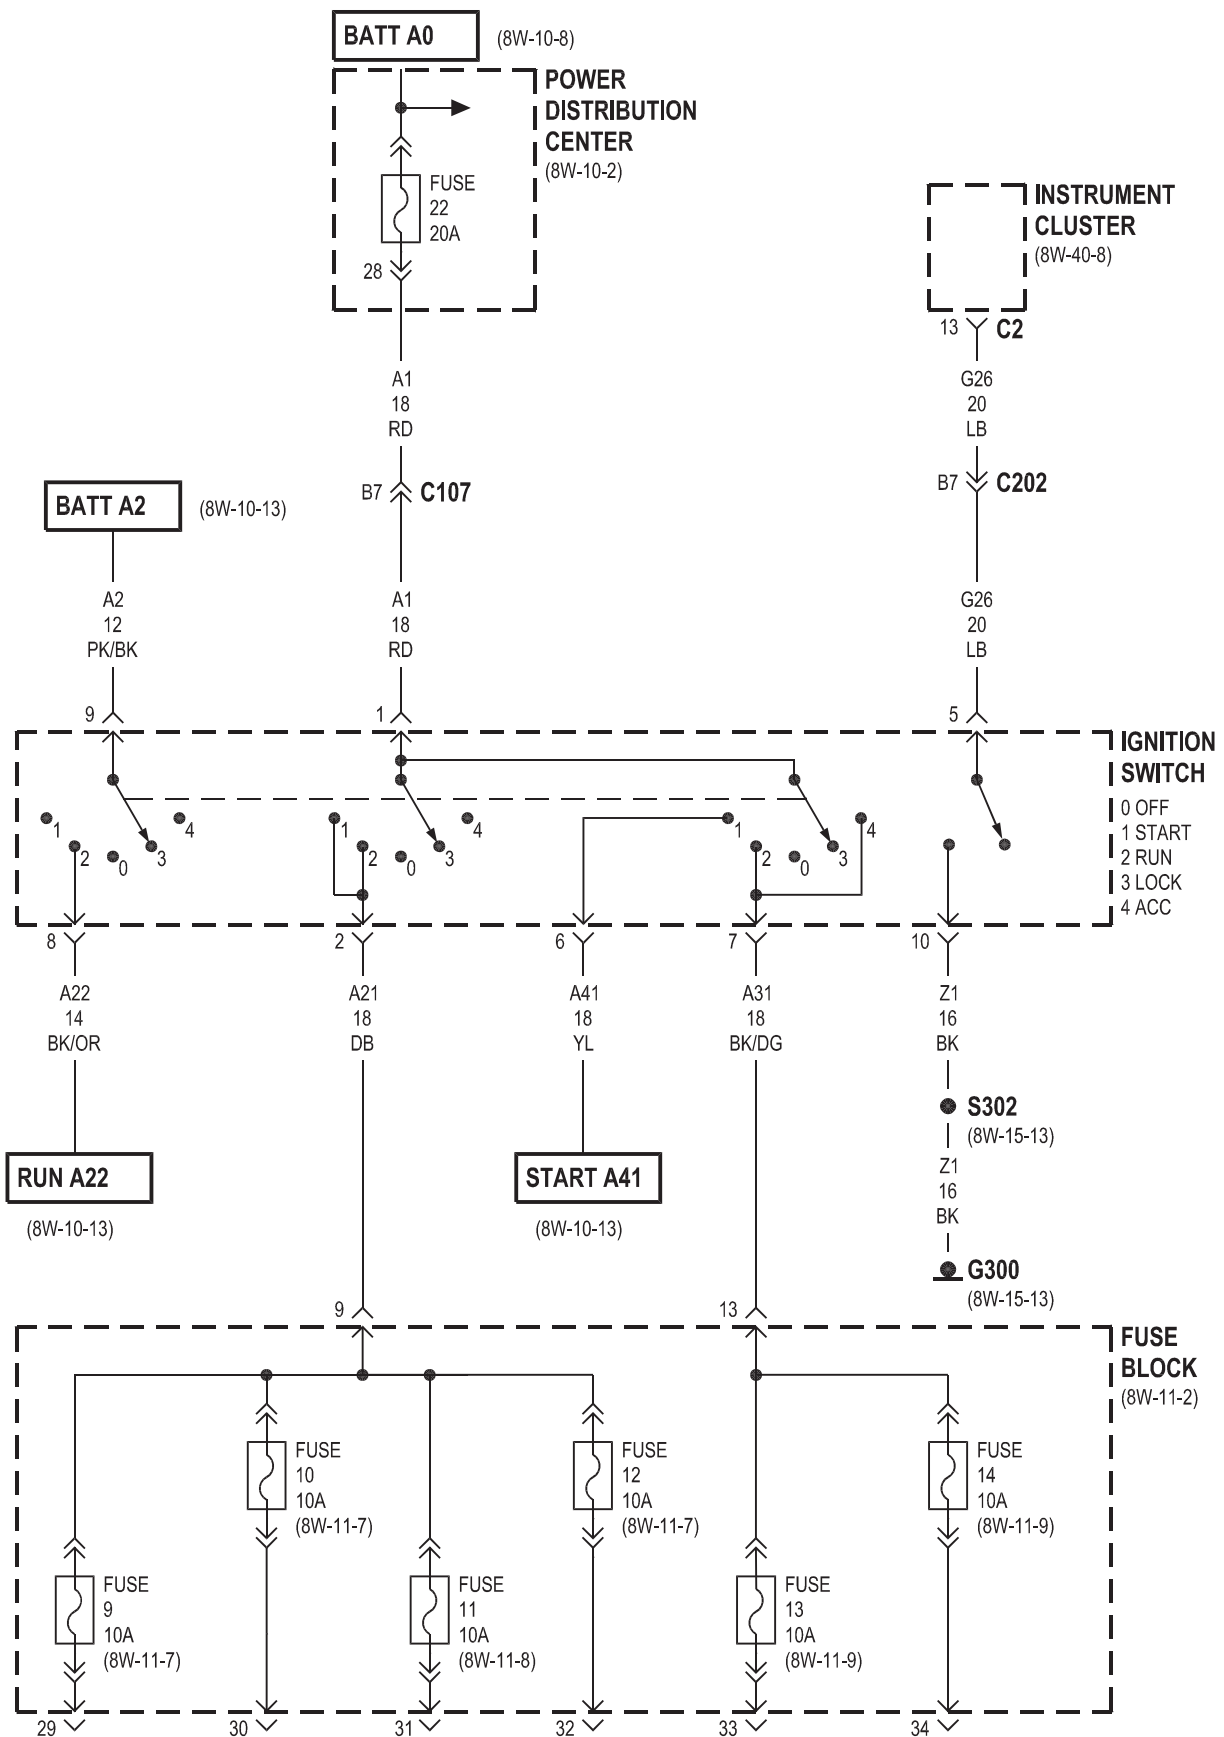 BATT A0
(8W-10-8)
POWER
DISTRIBUTION
CENTER
(8W-10-2)
FUSE
22
20A
28
INSTRUMENT
CLUSTER
(8W-40-8)
13
C2
A1
18
RD
G26
20
LB
B7
C107
B7
C202
BATT A2
(8W-10-13)
A2
12
PK/BK
A1
18
RD
G26
20
LB
9
1
5
IGNITION
SWITCH
0 OFF
1 START
2 RUN
3 LOCK
4 ACC
1
2
0
3
4
1
2
0
3
4
1
2
0
3
4
8
2
6
7
10
A22
14
BK/OR
A21
18
DB
A41
18
YL
A31
18
BK/DG
Z1
16
BK
S302
(8W-15-13)
Z1
16
BK
RUN A22
(8W-10-13)
START A41
(8W-10-13)
G300
(8W-15-13)
9
13
FUSE
BLOCK
(8W-11-2)
FUSE
10
10A
(8W-11-7)
FUSE
12
10A
(8W-11-7)
FUSE
14
10A
(8W-11-9)
FUSE
9
10A
(8W-11-7)
FUSE
11
10A
(8W-11-8)
FUSE
13
10A
(8W-11-9)
29
30
31
32
33
34